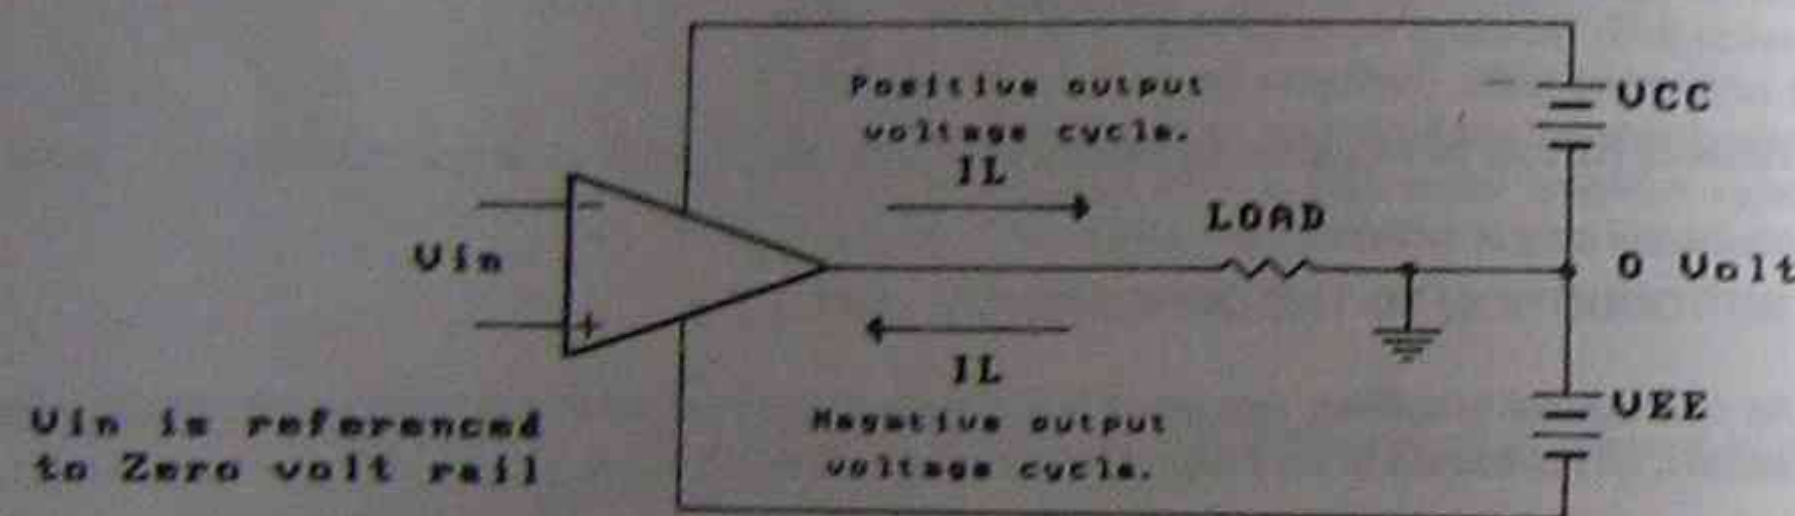 Positive output
voltage cycle.
IL
VCC
LOAD
-
Vin
0 Volt
+
IL
VEE
Vin is referenced
to Zero volt rail
Negative output
voltage cycle.